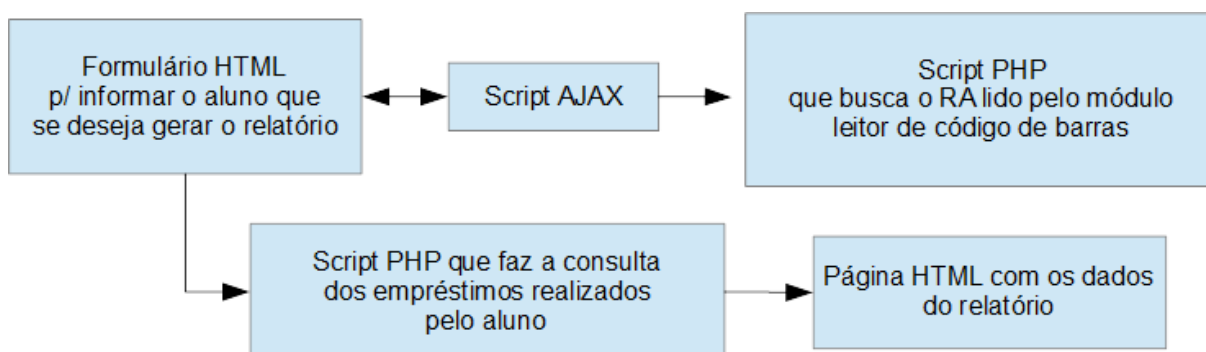 Formulário HTML
p/ informar o aluno que
se deseja gerar o relatório
Script AJAX
Script PHP
que busca o RA lido pelo módulo
leitor de código de barras
Script PHP que faz a consulta
dos empréstimos realizados
pelo aluno
Página HTML com os dados
do relatório